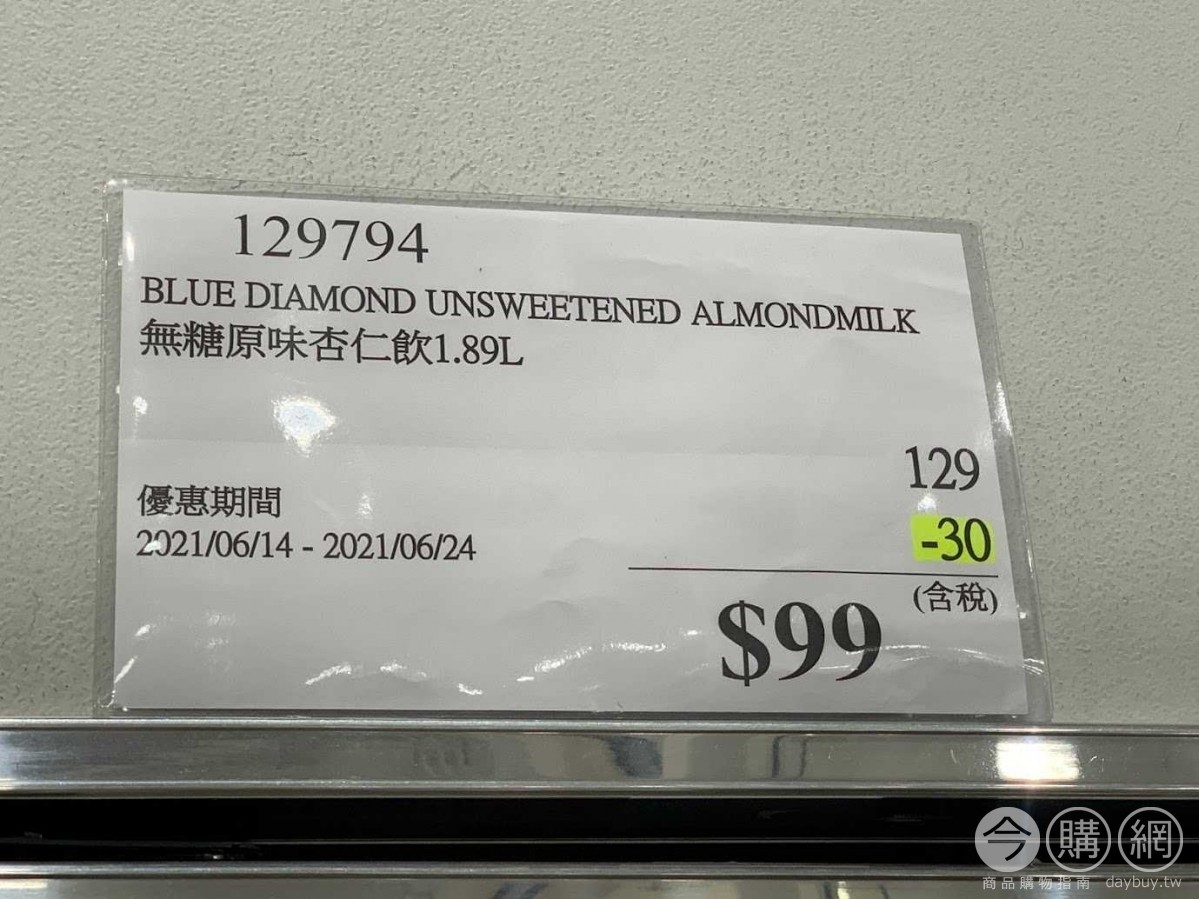 129794
BLUE DIAMOND UNSWEETENED ALMONDMILK
無糖原味杏仁飲1.89L
129
優惠期間
-30
2021/06/14 - 2021/06/24
(含稅)
$99
今購網
商品購物指南 daybuy.tw